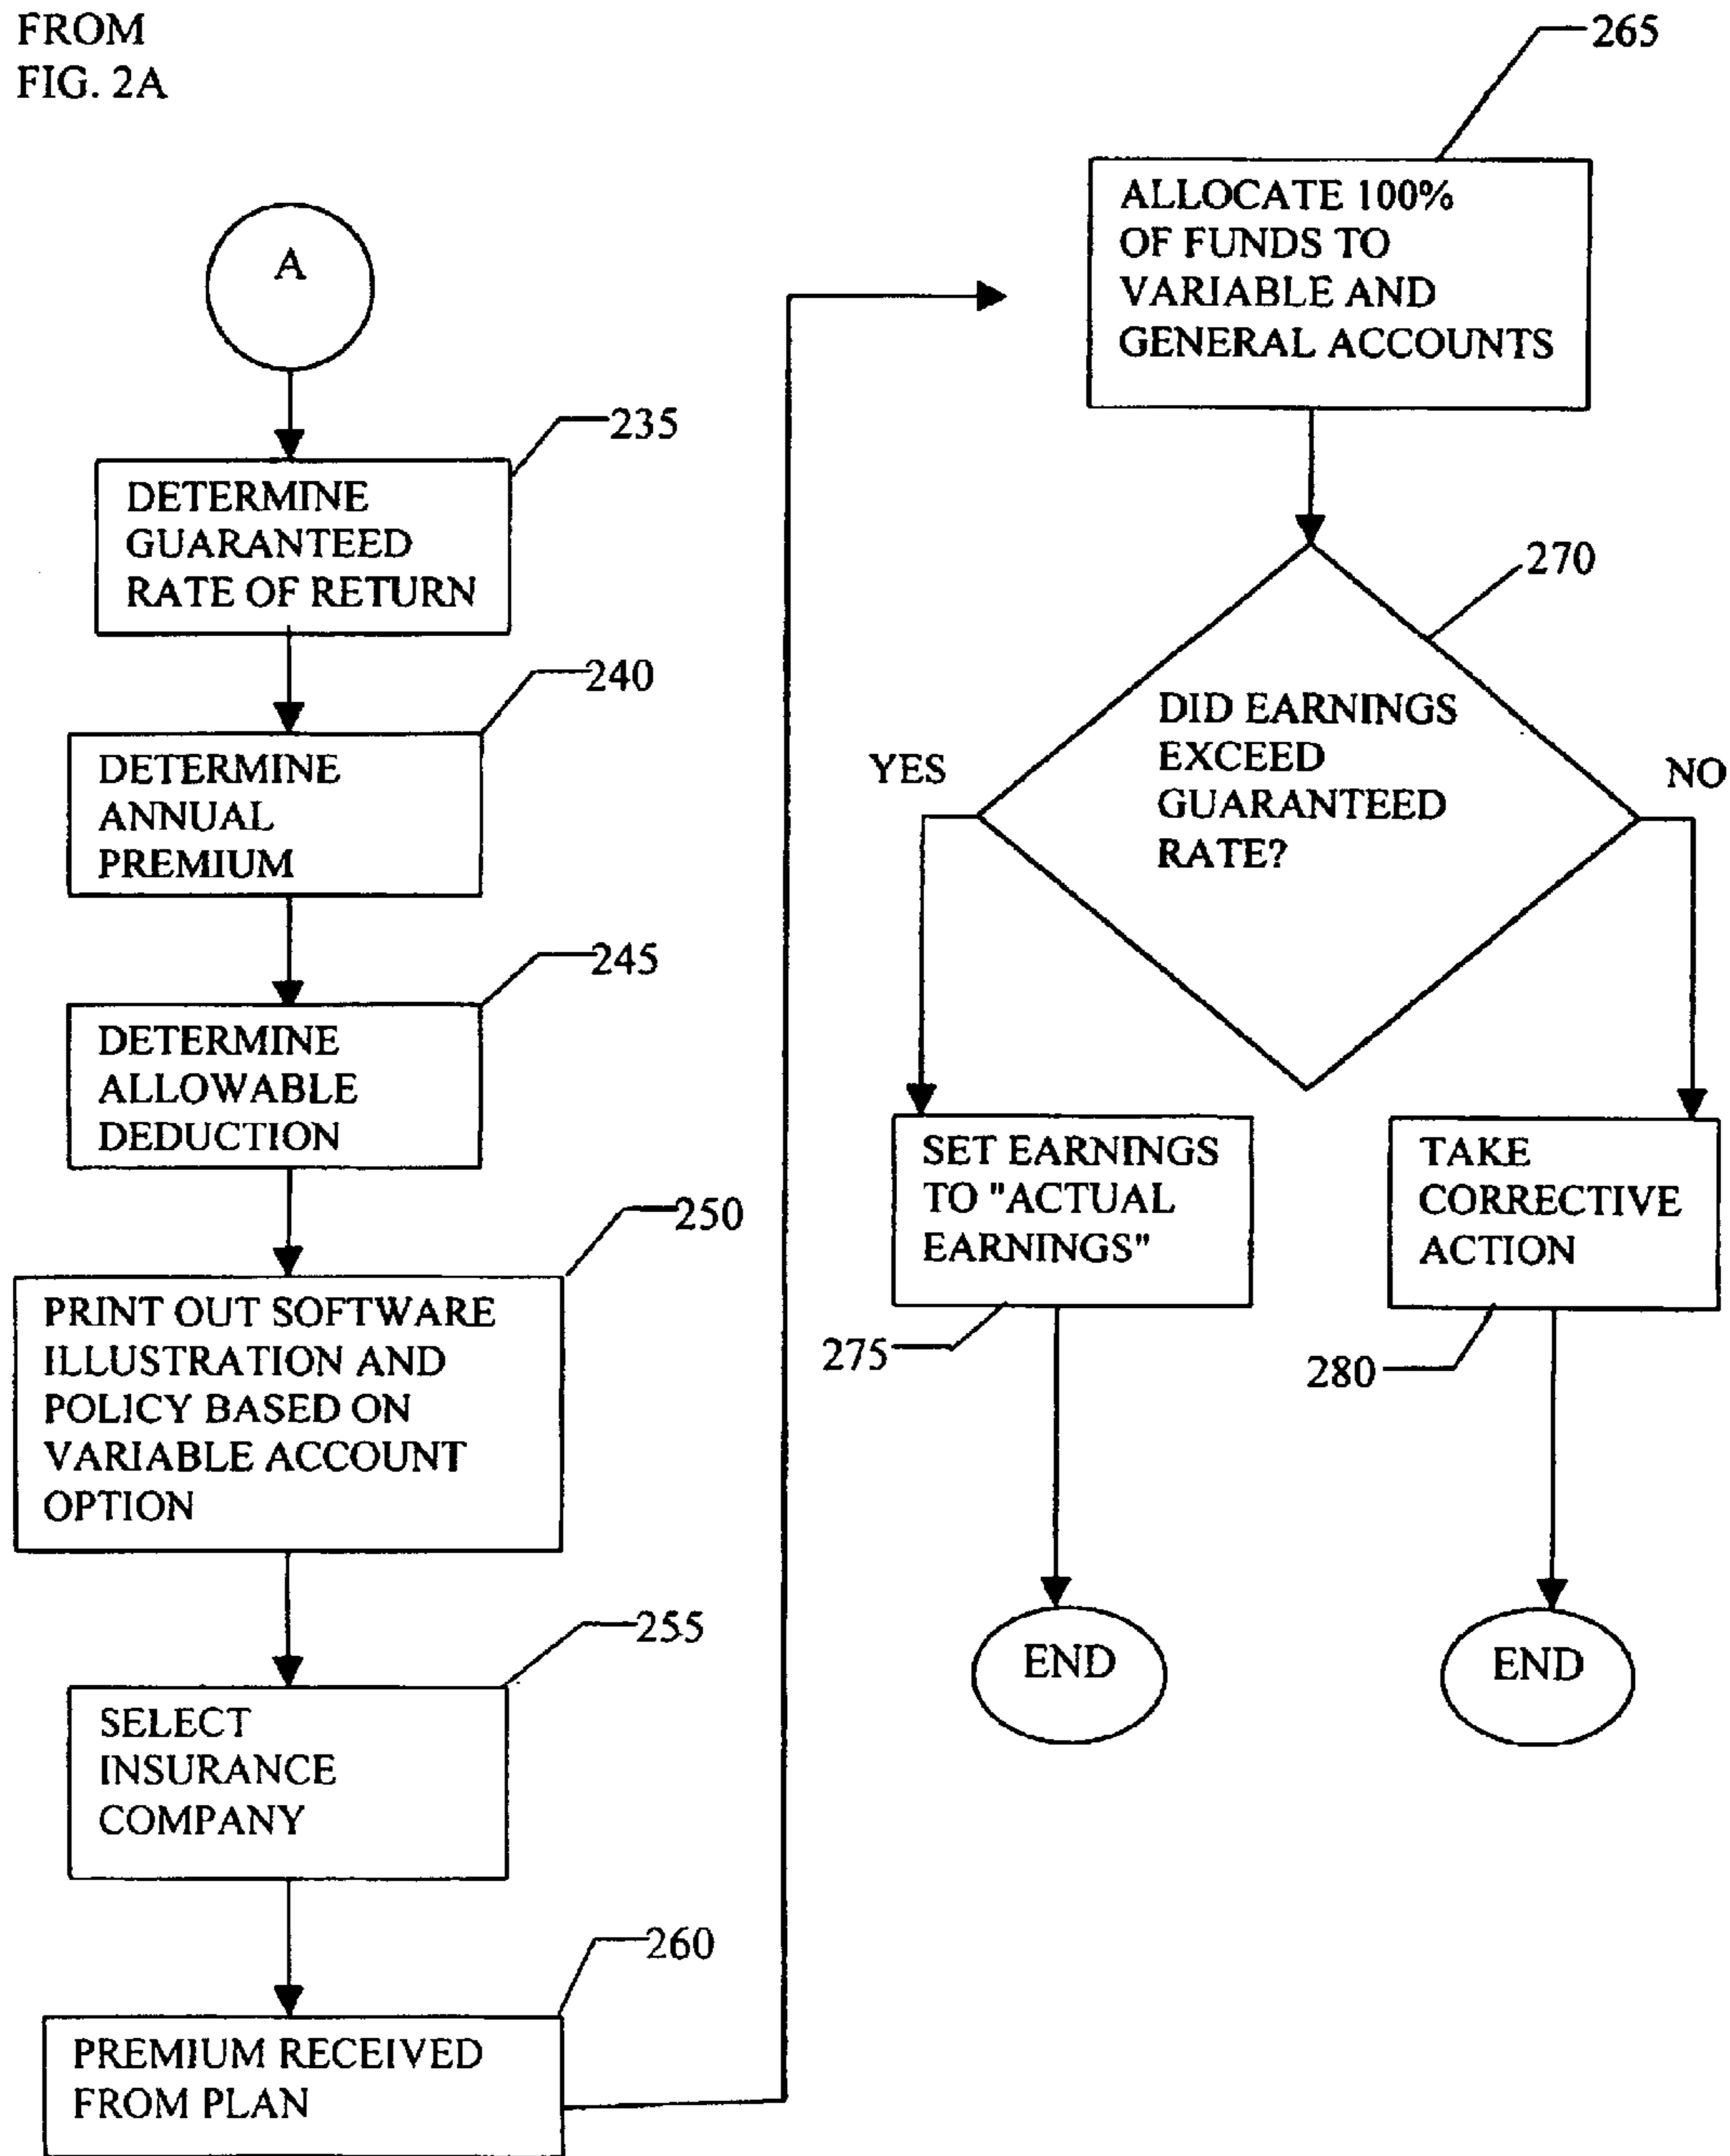 FROM
FIG. 2A
A
235
DETERMINE
GUARANTEED
RATE OF RETURN
240
DETERMINE
ANNUAL
PREMIUM
245
DETERMINE
ALLOWABLE
DEDUCTION
250
PRINT OUT SOFTWARE
ILLUSTRATION AND
POLICY BASED ON
VARIABLE ACCOUNT
OPTION
255
SELECT
INSURANCE
COMPANY
260
PREMIUM RECEIVED
FROM PLAN
265
ALLOCATE 100%
OF FUNDS TO
VARIABLE AND
GENERAL ACCOUNTS
270
DID EARNINGS
EXCEED
GUARANTEED
RATE?
YES
NO
SET EARNINGS
TO "ACTUAL
EARNINGS"
275
TAKE
CORRECTIVE
ACTION
280
END
END